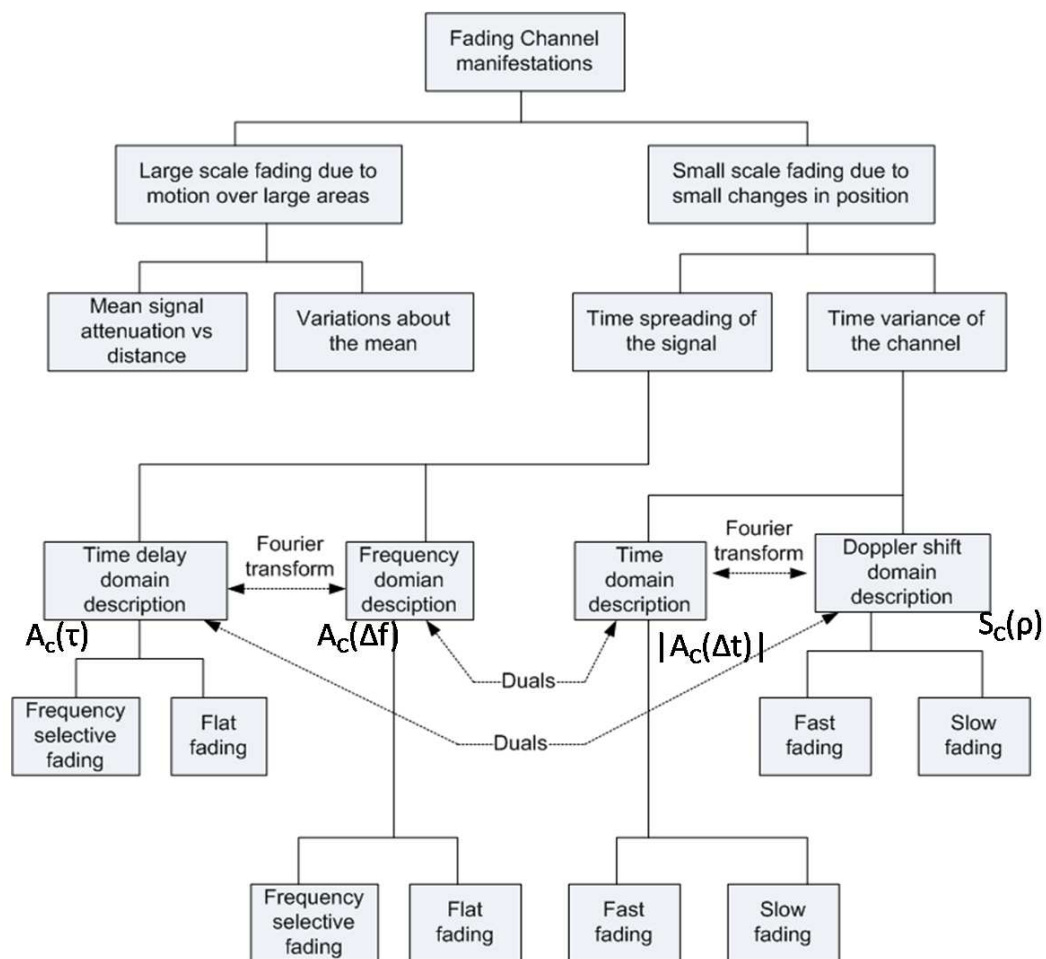 Fading Channel
manifestations
Large scale fading due to
motion over large areas
Small scale fading due to
small changes in position
Mean signal
attenuation vs
distance
Variations about
the mean
Time spreading of
the signal
Time variance of
the channel
Time delay
domain
description
Fourier
transform
Frequency
domian
desciption
Time
domain
description
Fourier
transform
Doppler shift
domain
description
Ac(τ)
Ac(Δf)
|Ac(Δt)|
Sc(ρ)
Duals
Duals
Frequency
selective
fading
Flat
fading
Fast
fading
Slow
fading
Frequency
selective
fading
Flat
fading
Fast
fading
Slow
fading